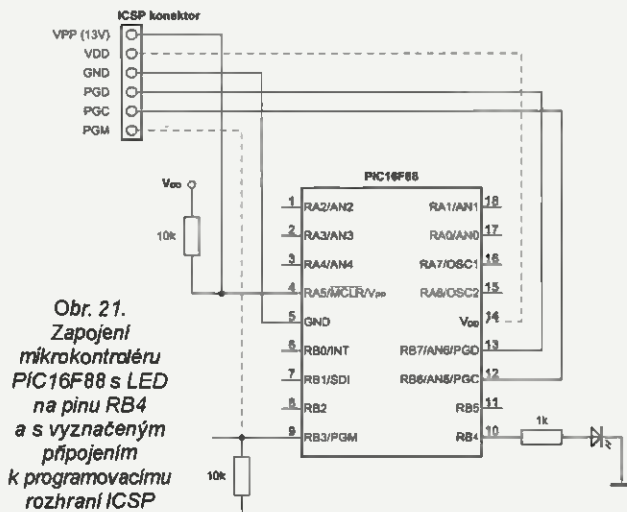 ICSP konektor
VPP (13V)
VDD
GND
PGD
PGC
PGM
VDD
10k
PIC16F88
1 RA2/AN2
2 RA3/AN3
3 RA4/AN4
4 RA5/MCLR/VPP
5 GND
6 RB0/INT
7 RB1/SDI
8 RB2
9 RB3/PGM
RA1/AN1 18
RA0/AN0 17
RA7/OSC1 16
RA6/OSC2 15
VDD 14
RB7/AN6/PGD 13
RB6/AN5/PGC 12
RB5 11
RB4 10
1k
10k
Obr. 21.
Zapojení
mikrokontroléru
PIC16F88 s LED
na pinu RB4
a s vyznačeným
připojením
k programovacímu
rozhraní ICSP